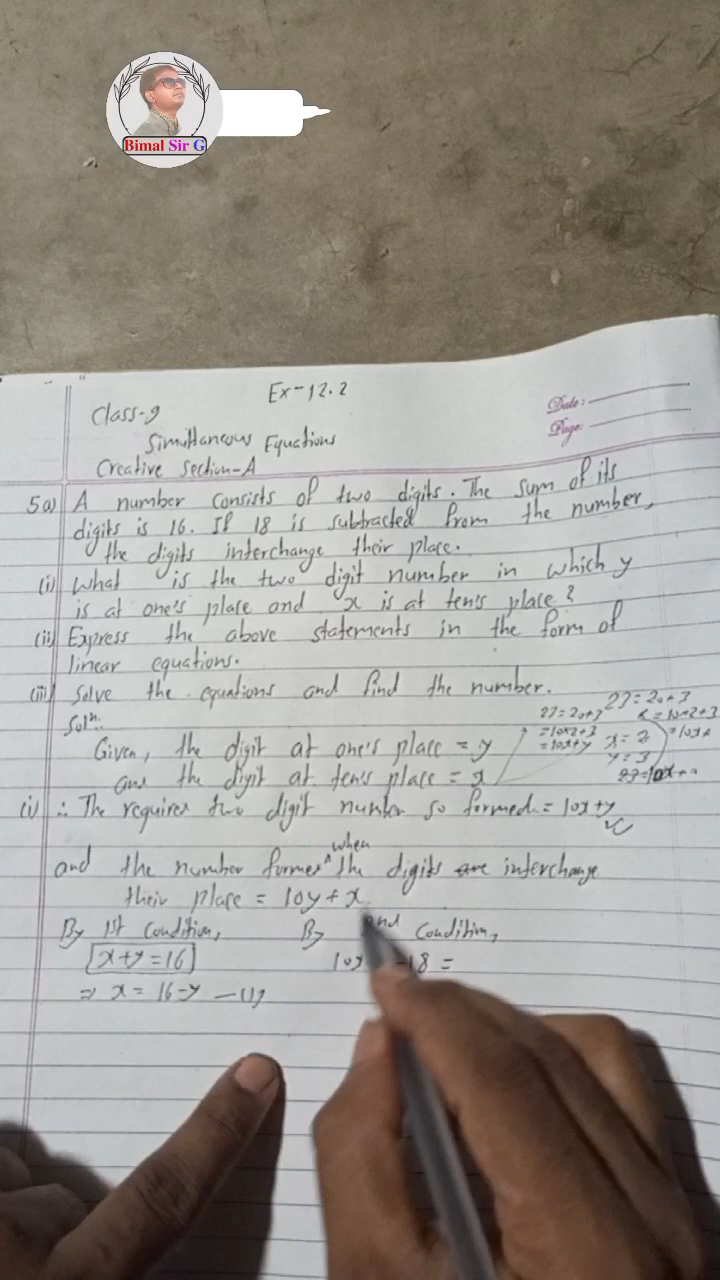 Bimal Sir G
Ex-12.2
Class-9
Date:
Page:
Simultaneous Equations
Creative Section-A
5a) A number consists of two digits. The sum of its
digits is 16. If 18 is subtracted from the number,
the digits interchange their place.
(i) What is the two digit number in which y
is at one's place and x is at ten's place?
(ii) Express the above statements in the form of
linear equations.
(iii) Solve the equations and find the number.
Solⁿ:
23 = 20+3
= 10×2+3
= 10x+y
23 = 20+3
= 10×2+3
x = 2
y = 3
Given, the digit at one's place = y
and the digit at ten's place = x
(i) ∴ The required two digit number so formed = 10x+y
and the number formed ^when the digits interchange
their place = 10y+x
By 1st Condition,
By 2nd Condition,
x+y=16
-18 =
⇒ x = 16-y